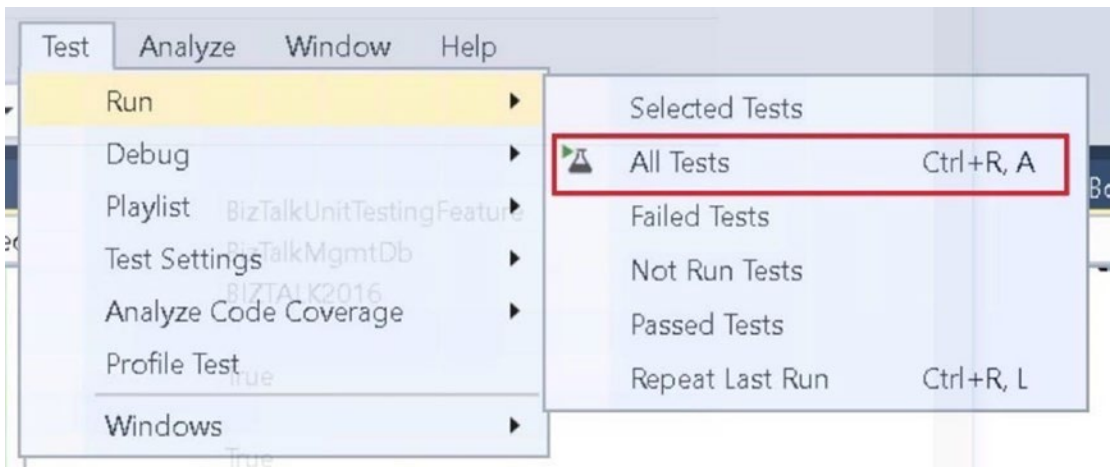 Test Analyze Window Help
Run
Debug
Playlist
Test Settings
Analyze Code Coverage
Profile Test
Windows
Selected Tests
All Tests Ctrl+R, A
Failed Tests
Not Run Tests
Passed Tests
Repeat Last Run Ctrl+R, L
BizTalkUnitTestingFeature
BizTalkMgmtDb
BIZTALK2016
True
True